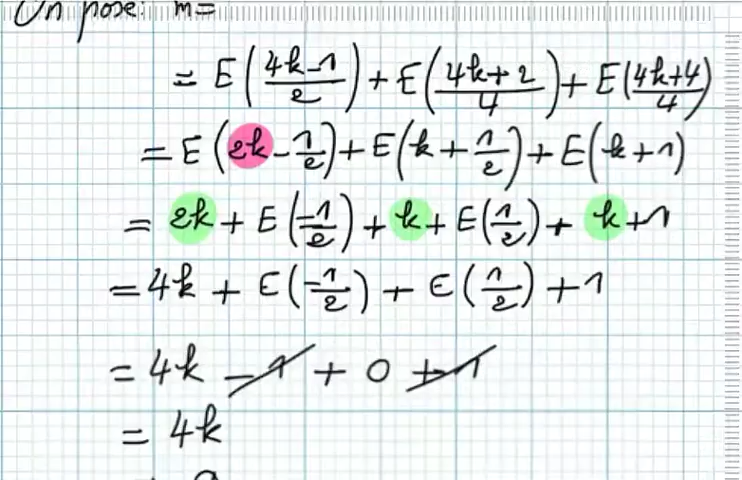 On pose: m=
= E(4k-1/2) + E(4k+2/4) + E(4k+4/4)
= E(2k - 1/2) + E(k + 1/2) + E(k+1)
= 2k + E(-1/2) + k + E(1/2) + k+1
= 4k + E(-1/2) + E(1/2) + 1
= 4k - 1 + 0 + 1
= 4k